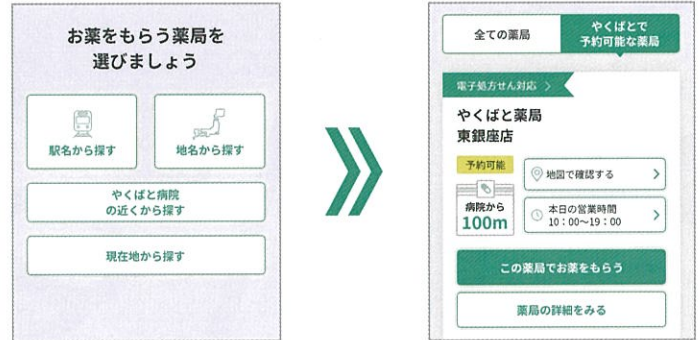 お薬をもらう薬局を
選びましょう
駅名から探す
地名から探す
やくばと病院
の近くから探す
現在地から探す
全ての薬局
やくばとで
予約可能な薬局
電子処方せん対応 >
やくばと薬局
東銀座店
予約可能
病院から
100m
地図で確認する
本日の営業時間
10：00～19：00
この薬局でお薬をもらう
薬局の詳細をみる